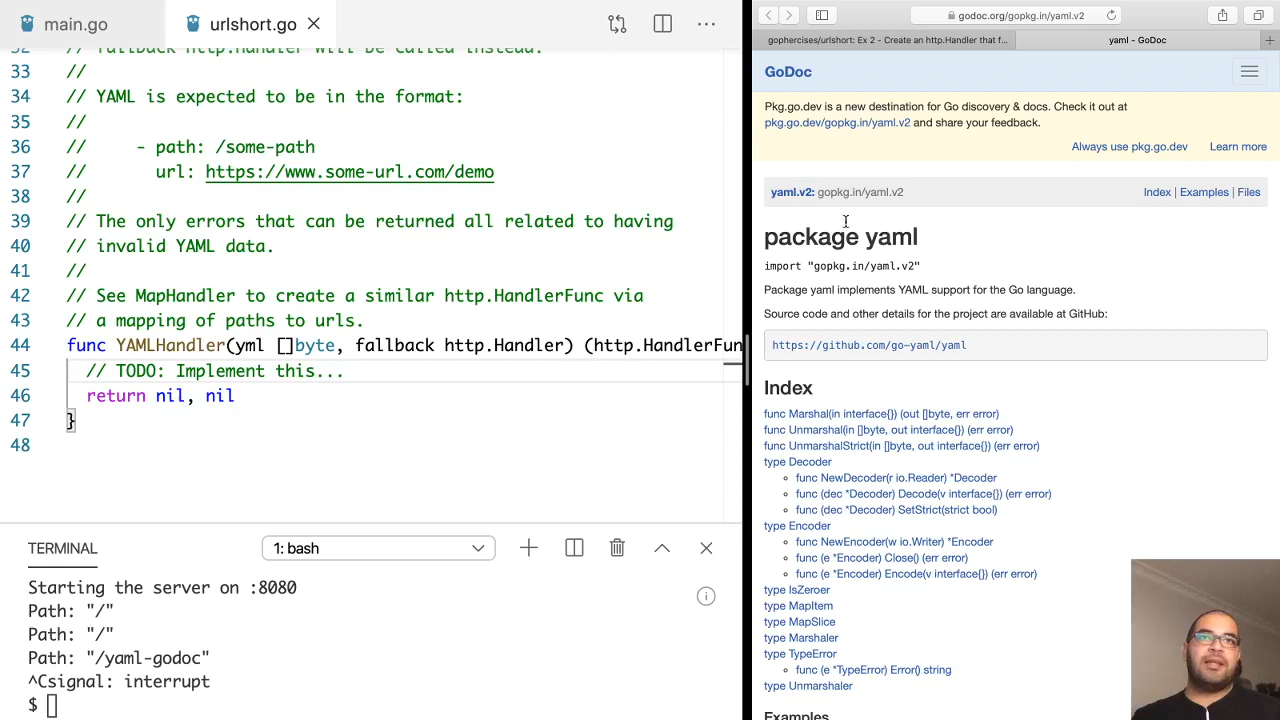 main.go
urlshort.go
godoc.org/gopkg.in/yaml.v2
gophercises/urlshort: Ex 2 - Create an http.Handler that f...
yaml - GoDoc
32 // fallback http.Handler will be called instead.
33 //
34 // YAML is expected to be in the format:
35 //
36 // - path: /some-path
37 // url: https://www.some-url.com/demo
38 //
39 // The only errors that can be returned all related to having
40 // invalid YAML data.
41 //
42 // See MapHandler to create a similar http.HandlerFunc via
43 // a mapping of paths to urls.
44 func YAMLHandler(yml []byte, fallback http.Handler) (http.HandlerFun
45 // TODO: Implement this...
46 return nil, nil
47 }
48
TERMINAL
1: bash
Starting the server on :8080
Path: "/"
Path: "/"
Path: "/yaml-godoc"
^Csignal: interrupt
$
GoDoc
Pkg.go.dev is a new destination for Go discovery & docs. Check it out at
pkg.go.dev/gopkg.in/yaml.v2 and share your feedback.
Always use pkg.go.dev Learn more
yaml.v2: gopkg.in/yaml.v2 Index | Examples | Files
package yaml
import "gopkg.in/yaml.v2"
Package yaml implements YAML support for the Go language.
Source code and other details for the project are available at GitHub:
https://github.com/go-yaml/yaml
Index
func Marshal(in interface{}) (out []byte, err error)
func Unmarshal(in []byte, out interface{}) (err error)
func UnmarshalStrict(in []byte, out interface{}) (err error)
type Decoder
func NewDecoder(r io.Reader) *Decoder
func (dec *Decoder) Decode(v interface{}) (err error)
func (dec *Decoder) SetStrict(strict bool)
type Encoder
func NewEncoder(w io.Writer) *Encoder
func (e *Encoder) Close() (err error)
func (e *Encoder) Encode(v interface{}) (err error)
type IsZeroer
type MapItem
type MapSlice
type Marshaler
type TypeError
func (e *TypeError) Error() string
type Unmarshaler
Examples